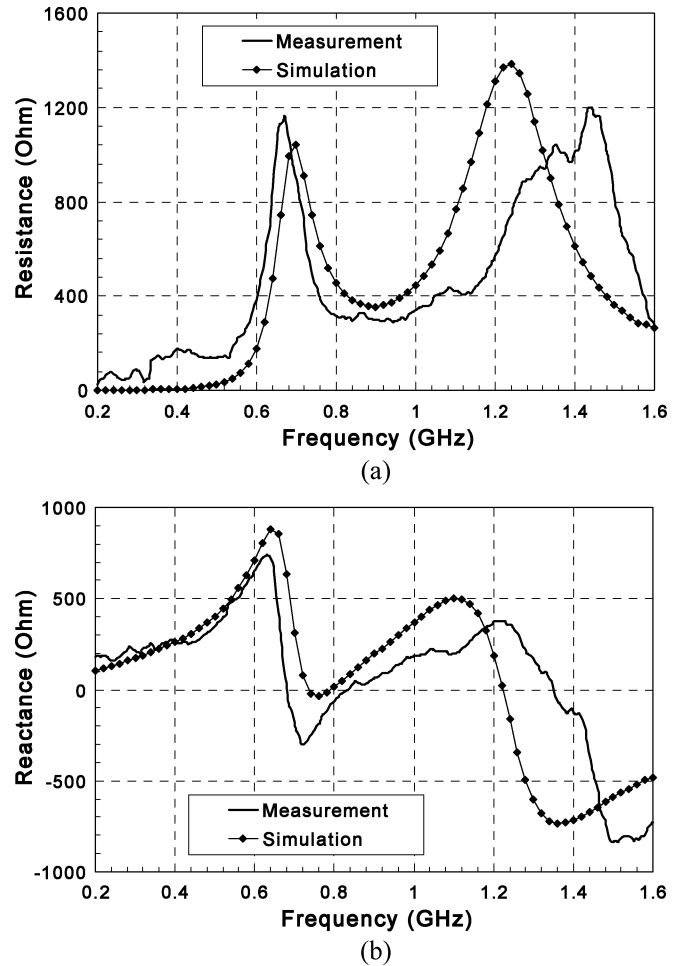 1600
1200
800
400
0
Resistance (Ohm)
Measurement
Simulation
0.2 0.4 0.6 0.8 1.0 1.2 1.4 1.6
Frequency (GHz)
(a)
1000
500
0
-500
-1000
Reactance (Ohm)
Measurement
Simulation
0.2 0.4 0.6 0.8 1.0 1.2 1.4 1.6
Frequency (GHz)
(b)